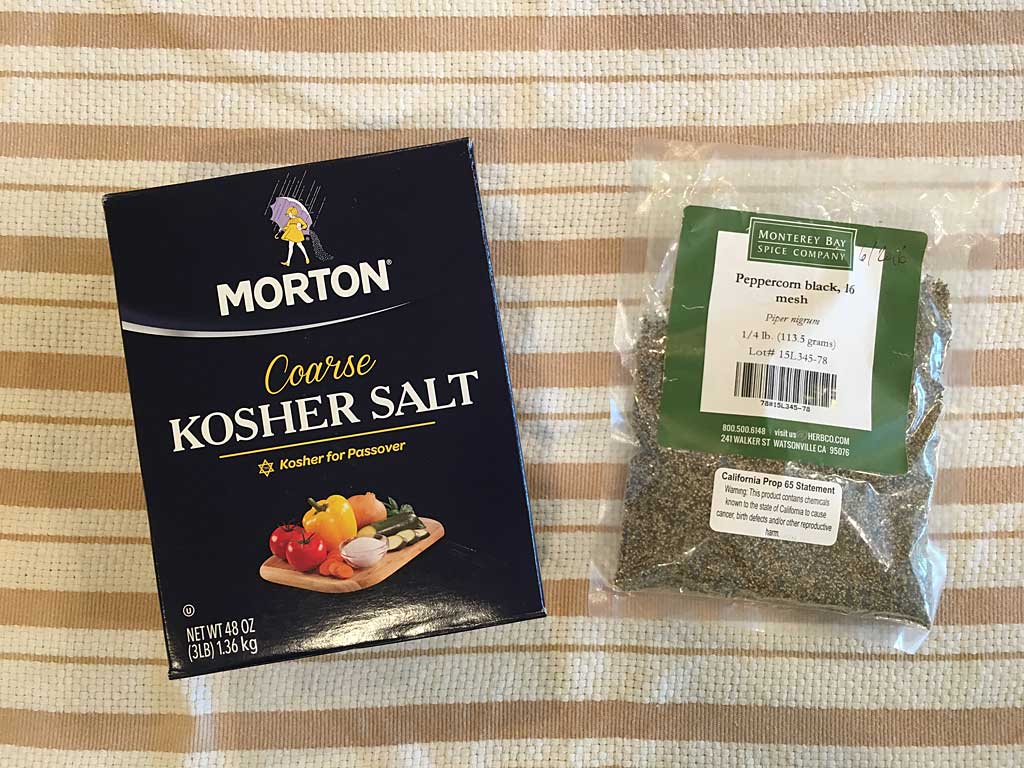 MORTON®
Coarse
KOSHER SALT
Kosher for Passover
U
NET WT 48 OZ
(3LB) 1.36 kg
MONTEREY BAY
SPICE COMPANY
Peppercorn black, 16
mesh
Piper nigrum
1/4 lb. (113.5 grams)
Lot# 15L345-78
78#15L345-78
800.500.6148 visit us @ HERBCO.COM
241 WALKER ST WATSONVILLE CA 95076
California Prop 65 Statement
Warning: This product contains chemicals
known to the state of California to cause
cancer, birth defects and/or other reproductive
harm.